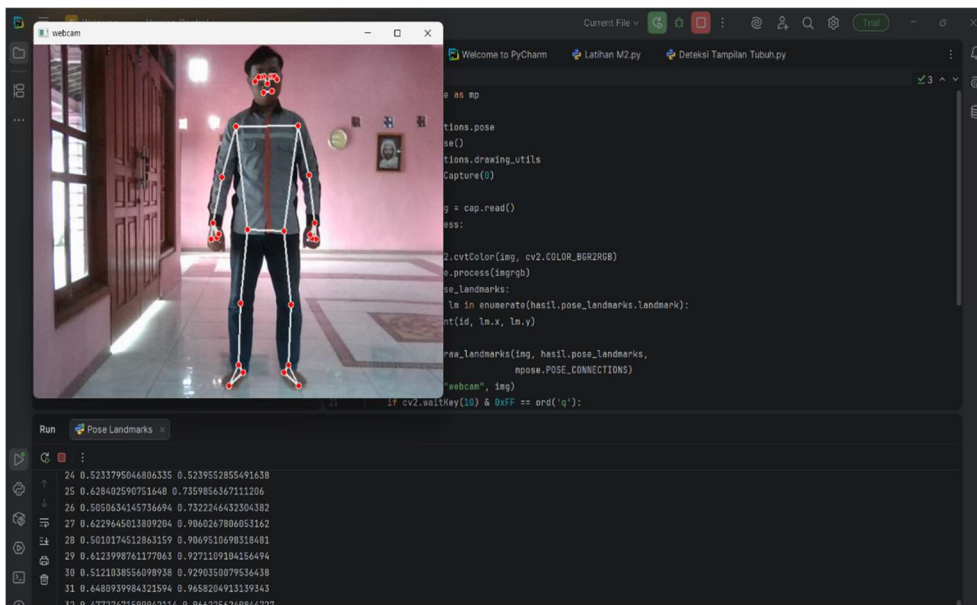 Current File
Trial
webcam
Welcome to PyCharm
Latihan M2.py
Deteksi Tampilan Tubuh.py
3
e as mp
tions.pose
se()
tions.drawing_utils
Capture(0)
g = cap.read()
ess:
2.cvtColor(img, cv2.COLOR_BGR2RGB)
e.process(imgrgb)
se_landmarks:
lm in enumerate(hasil.pose_landmarks.landmark):
nt(id, lm.x, lm.y)
raw_landmarks(img, hasil.pose_landmarks,
mpose.POSE_CONNECTIONS)
"webcam", img)
21 if cv2.waitKey(10) & 0xFF == ord('q'):
Run Pose Landmarks
24 0.5233795046806335 0.5239552855491638
25 0.628402590751648 0.7359856367111206
26 0.5050634145736694 0.7322246432304382
27 0.6229645013809204 0.9060267806053162
28 0.5010174512863159 0.9069510698318481
29 0.6123998761177063 0.9271109104156494
30 0.5121038556098938 0.9290350079536438
31 0.6480939984321594 0.9658204913139343